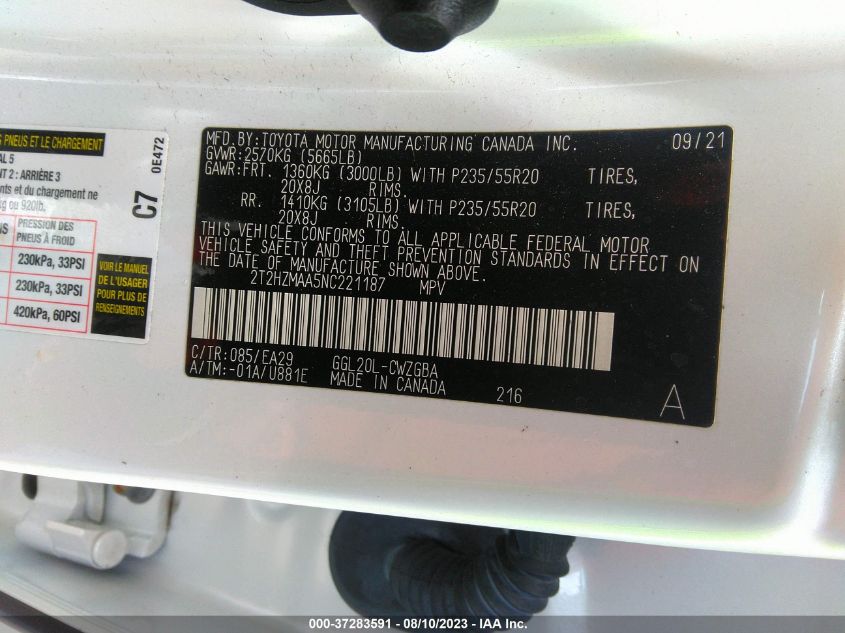 S PNEUS ET LE CHARGEMENT
AL 5
NT 2 : ARRIÈRE 3
ents et du chargement ne
kg ou 920lb.
NS
PRESSION DES
PNEUS À FROID
230kPa, 33PSI
230kPa, 33PSI
420kPa, 60PSI
VOIR LE MANUEL
DE L'USAGER
POUR PLUS DE
RENSEIGNEMENTS
C7
0E472
MFD.BY:TOYOTA MOTOR MANUFACTURING CANADA INC. 09/21
GVWR:2570KG (5665LB)
GAWR:FRT. 1360KG (3000LB) WITH P235/55R20 TIRES,
20X8J RIMS.
RR. 1410KG (3105LB) WITH P235/55R20 TIRES,
20X8J RIMS.
THIS VEHICLE CONFORMS TO ALL APPLICABLE FEDERAL MOTOR
VEHICLE SAFETY AND THEFT PREVENTION STANDARDS IN EFFECT ON
THE DATE OF MANUFACTURE SHOWN ABOVE.
2T2HZMAA5NC221187 MPV
C/TR:085/EA29 GGL20L-CWZGBA
A/TM:-01A/U881E MADE IN CANADA 216 A
000-37283591 - 08/10/2023 - IAA Inc.